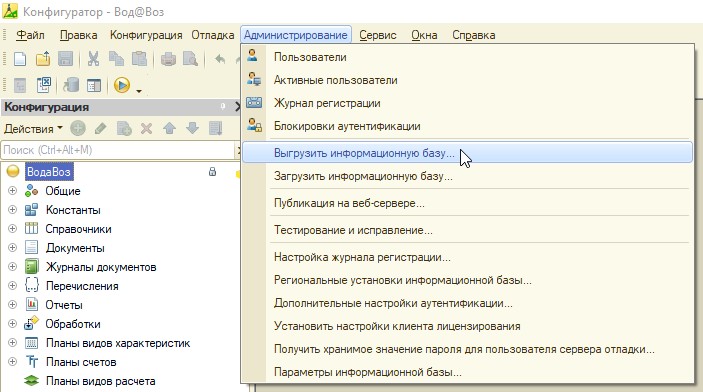 Конфигуратор - Вод@Воз
Файл Правка Конфигурация Отладка Администрирование Сервис Окна Справка
Конфигурация
Действия
Поиск (Ctrl+Alt+M)
ВодаВоз
Общие
Константы
Справочники
Документы
Журналы документов
Перечисления
Отчеты
Обработки
Планы видов характеристик
Планы счетов
Планы видов расчета
Пользователи
Активные пользователи
Журнал регистрации
Блокировки аутентификации
Выгрузить информационную базу...
Загрузить информационную базу...
Публикация на веб-сервере...
Тестирование и исправление...
Настройка журнала регистрации...
Региональные установки информационной базы...
Дополнительные настройки аутентификации...
Установить настройки клиента лицензирования
Получить хранимое значение пароля для пользователя сервера отладки...
Параметры информационной базы...